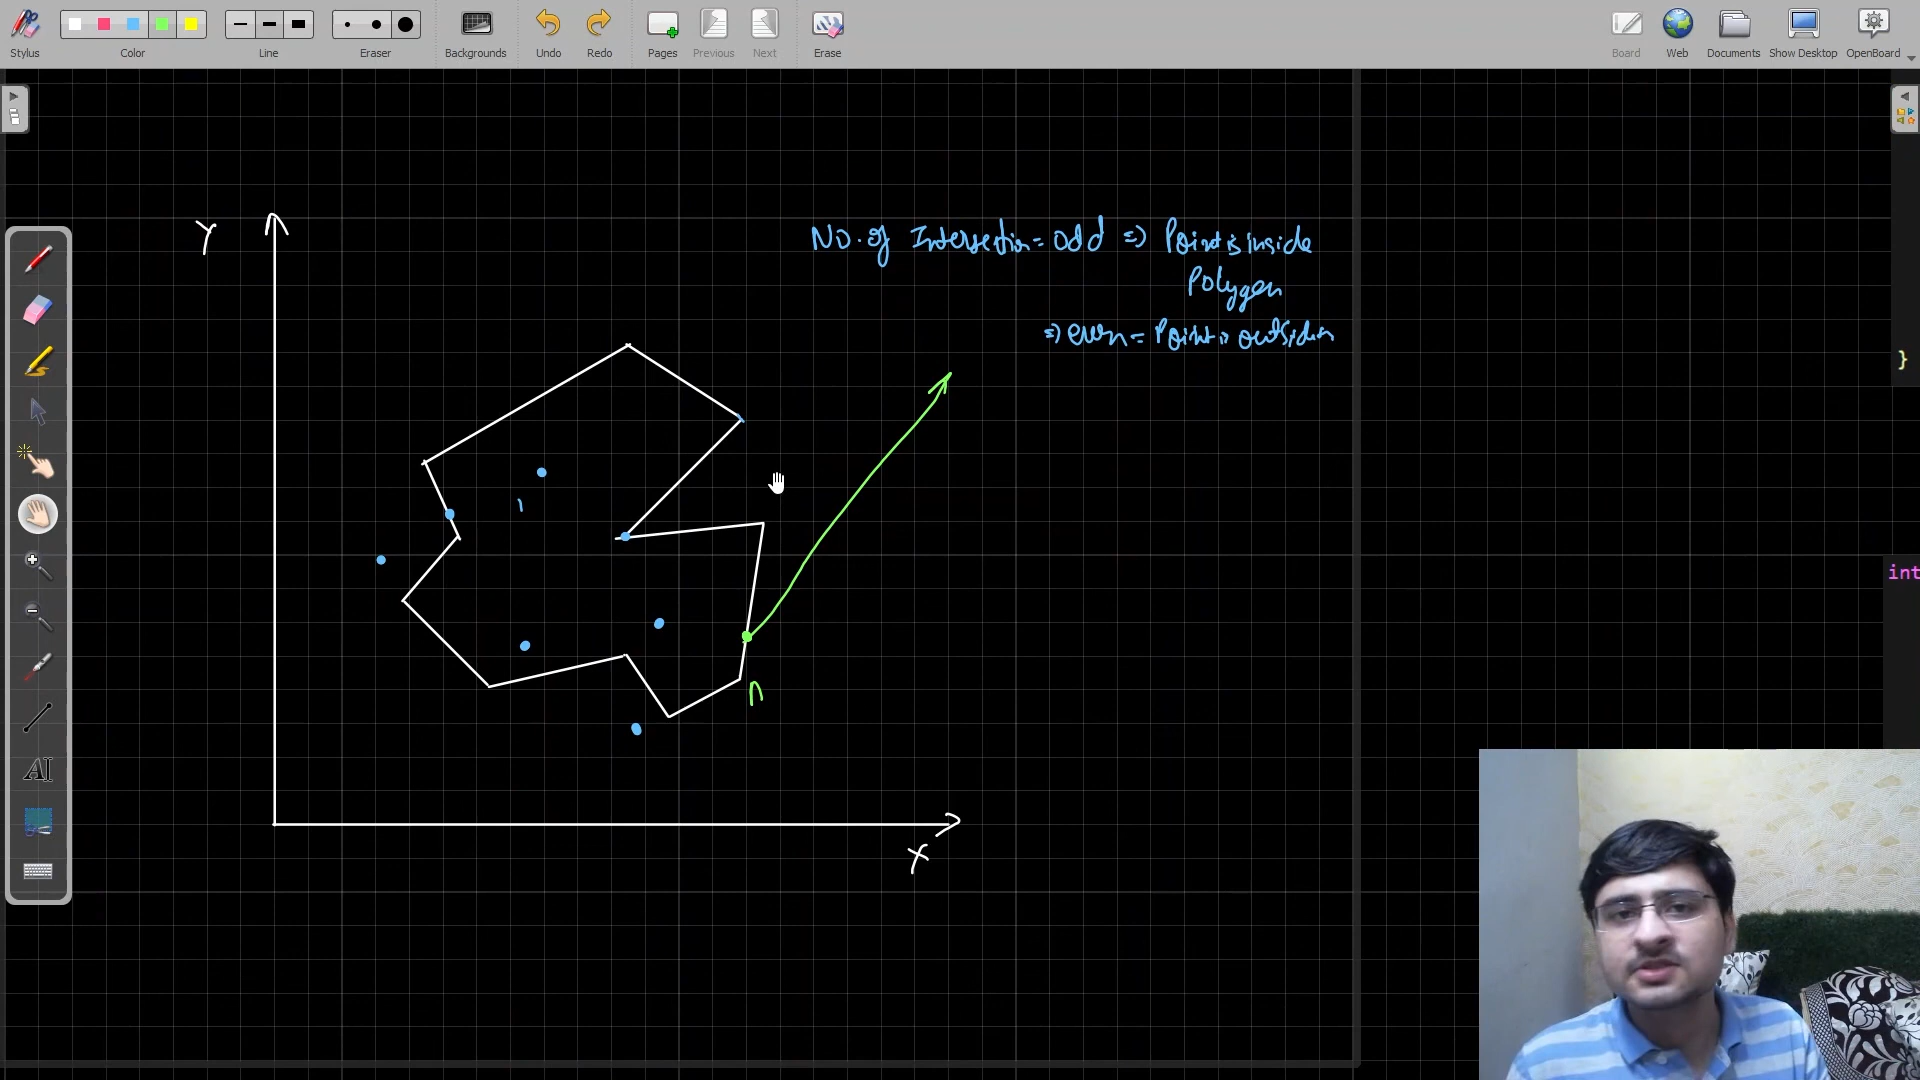 Stylus Color Line Eraser Backgrounds Undo Redo Pages Previous Next Erase Board Web Documents Show Desktop OpenBoard
Y
No. of Intersection = odd => Point is inside
Polygon
}
=> even = Point is outside
int
n
AI
X